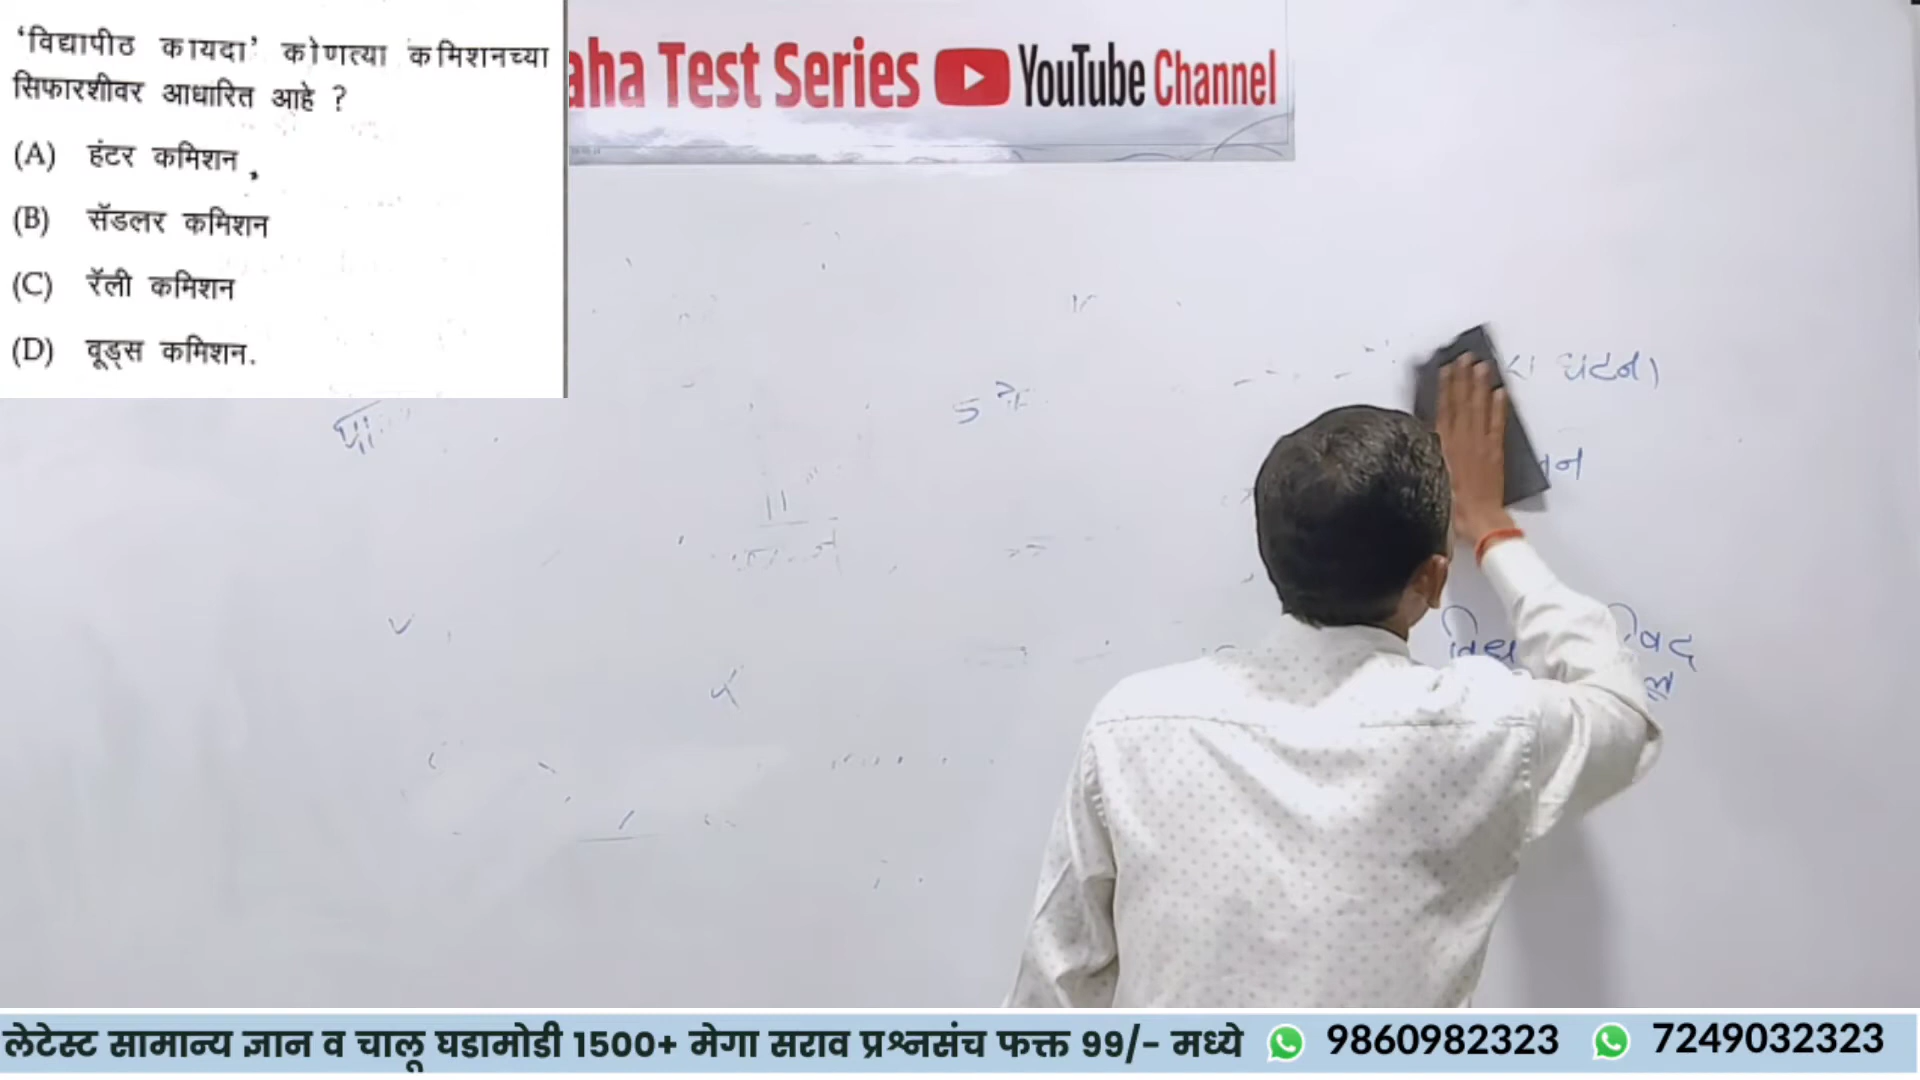 ‘विद्यापीठ कायदा’ कोणत्या कमिशनच्या
सिफारशीवर आधारित आहे ?
(A) हंटर कमिशन
(B) सॅडलर कमिशन
(C) रॅली कमिशन
(D) वूड्स कमिशन.
aha Test Series YouTube Channel
घटना
लेटेस्ट सामान्य ज्ञान व चालू घडामोडी 1500+ मेगा सराव प्रश्नसंच फक्त 99/- मध्ये 9860982323 7249032323